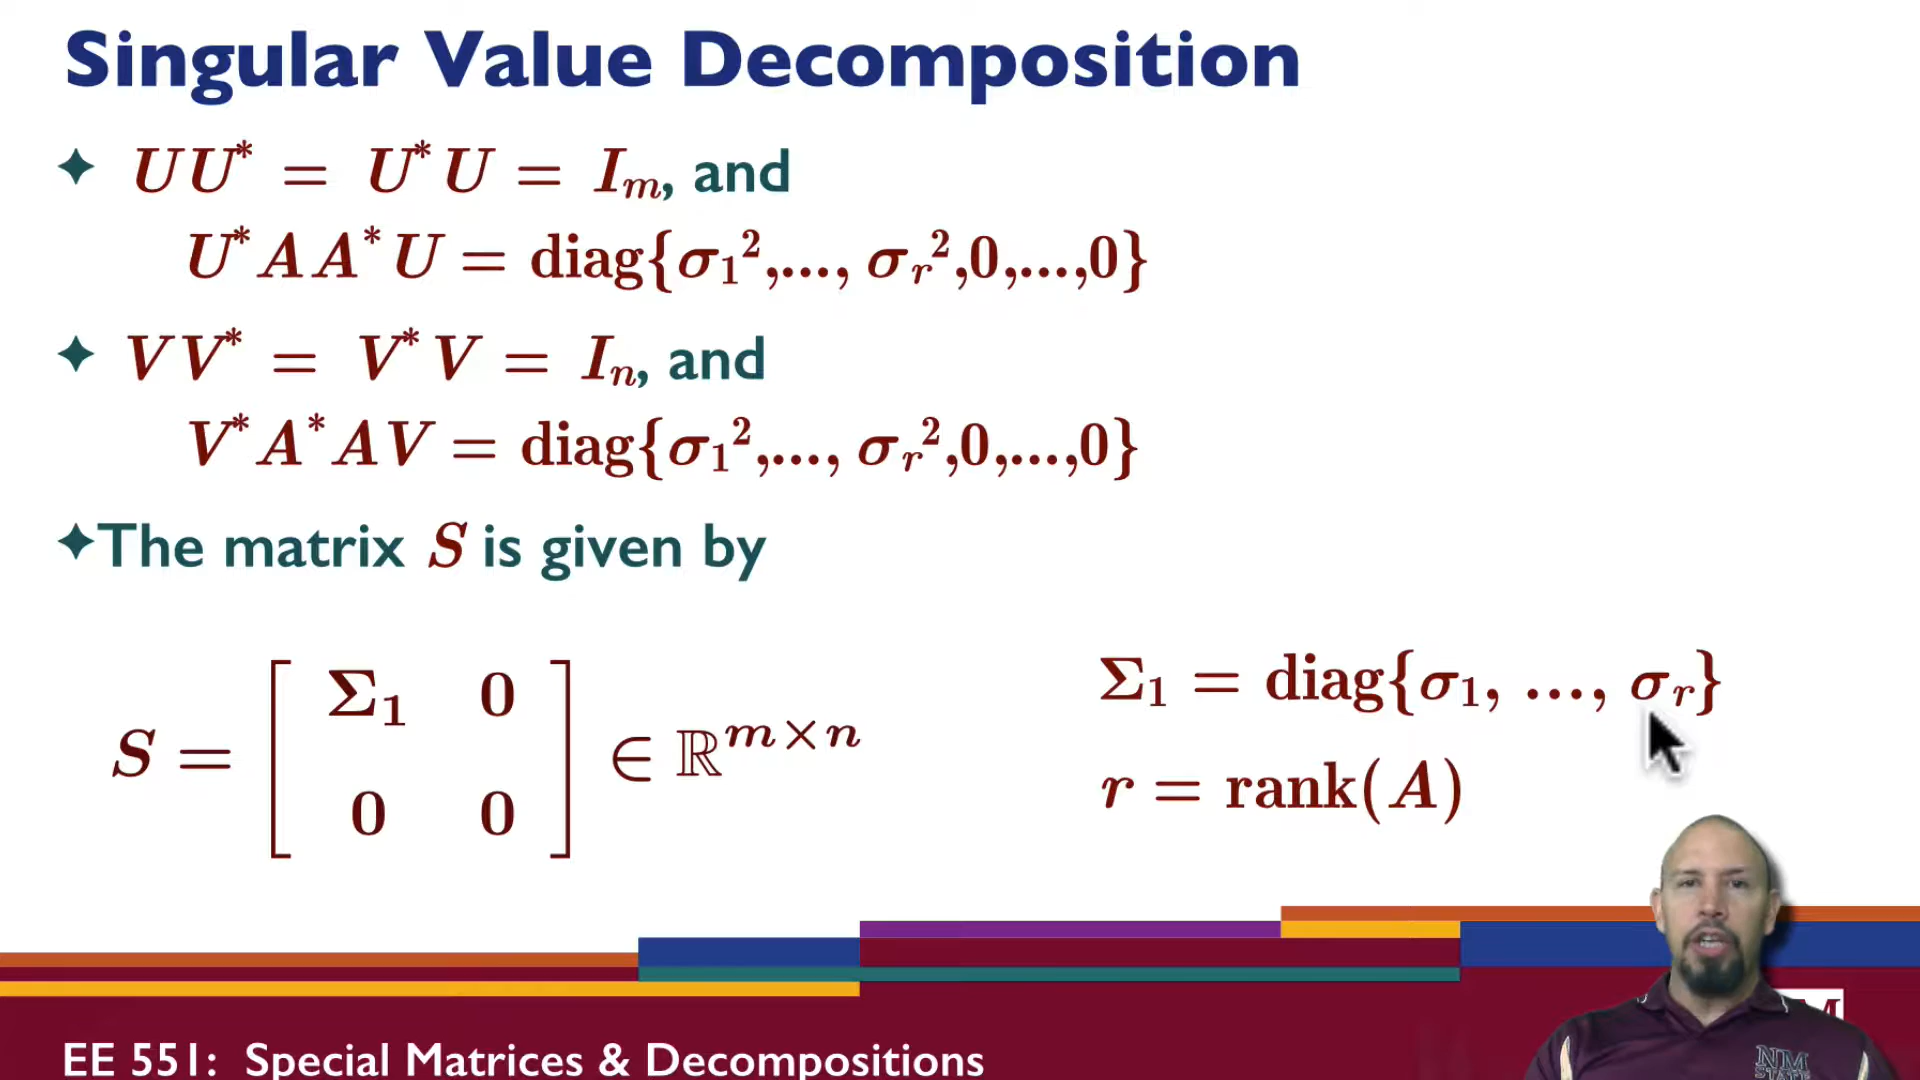 Singular Value Decomposition
✦ UU* = U*U = Iₘ, and
U*AA*U = diag{σ₁²,..., σᵣ²,0,...,0}
✦ VV* = V*V = Iₙ, and
V*A*AV = diag{σ₁²,..., σᵣ²,0,...,0}
✦The matrix S is given by
S = [ Σ₁ 0
0 0 ] ∈ ℝᵐˣⁿ
Σ₁ = diag{σ₁, ..., σᵣ}
r = rank(A)
EE 551: Special Matrices & Decompositions
NM
STATE